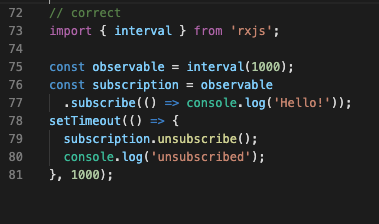 72 // correct
73 import { interval } from 'rxjs';
74
75 const observable = interval(1000);
76 const subscription = observable
77   .subscribe(() => console.log('Hello!'));
78 setTimeout(() => {
79   subscription.unsubscribe();
80   console.log('unsubscribed');
81 }, 1000);